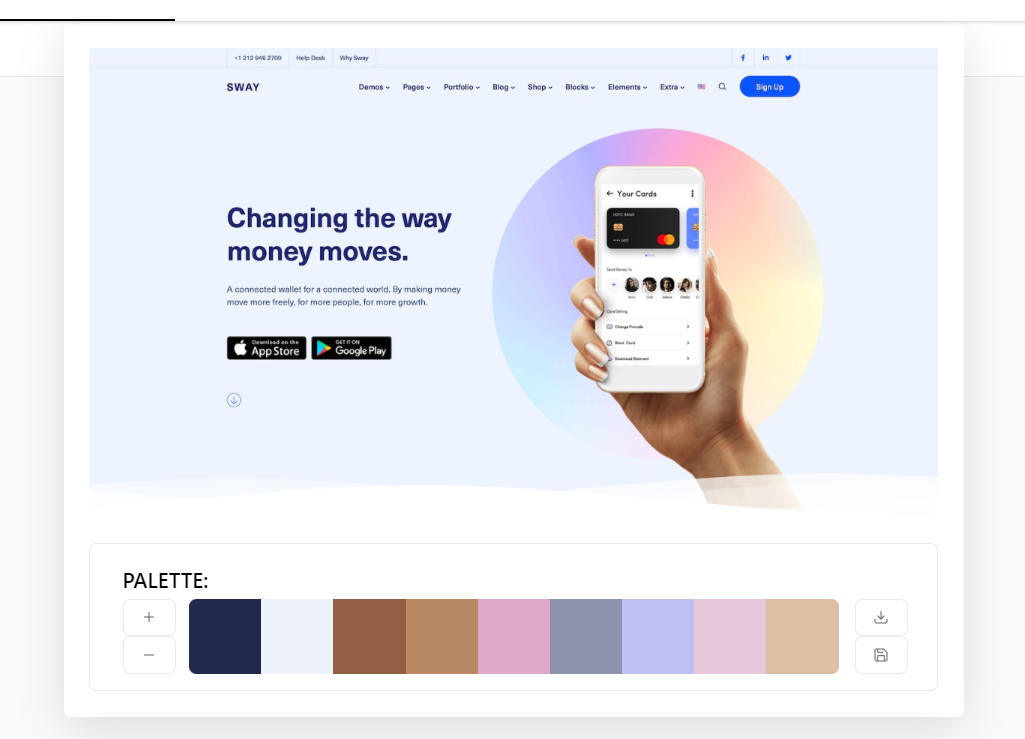 +1 212 946 2700 Help Desk Why Sway
SWAY Demos Pages Portfolio Blog Shop Blocks Elements Extra Sign Up
Changing the way
money moves.
A connected wallet for a connected world. By making money
move more freely, for more people, for more growth.
Download on the
App Store
GET IT ON
Google Play
Your Cards
Send Money To
Card Setting
Change Pincode
Block Card
PALETTE: